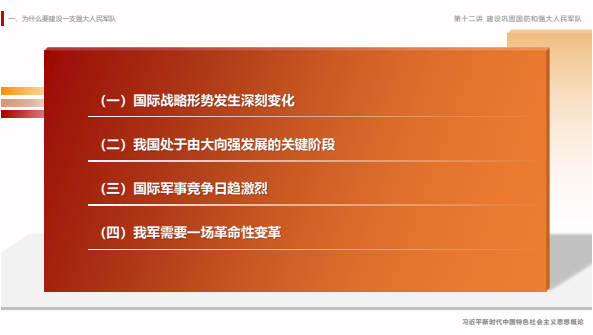 一、为什么要建设一支强大人民军队
第十二讲 建设巩固国防和强大人民军队
（一）国际战略形势发生深刻变化
（二）我国处于由大向强发展的关键阶段
（三）国际军事竞争日趋激烈
（四）我军需要一场革命性变革
习近平新时代中国特色社会主义思想概论